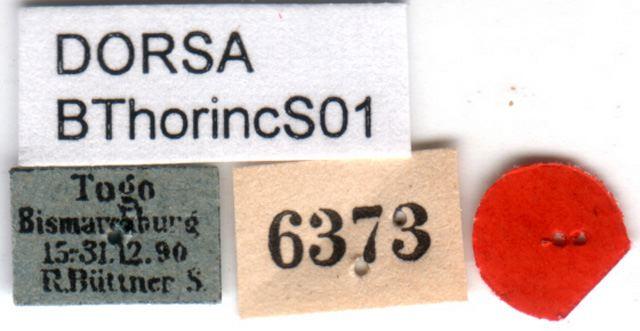 DORSA
BThorincS01
Togo
Bismarckburg
15-31.12.90
R.Büttner S.
6373